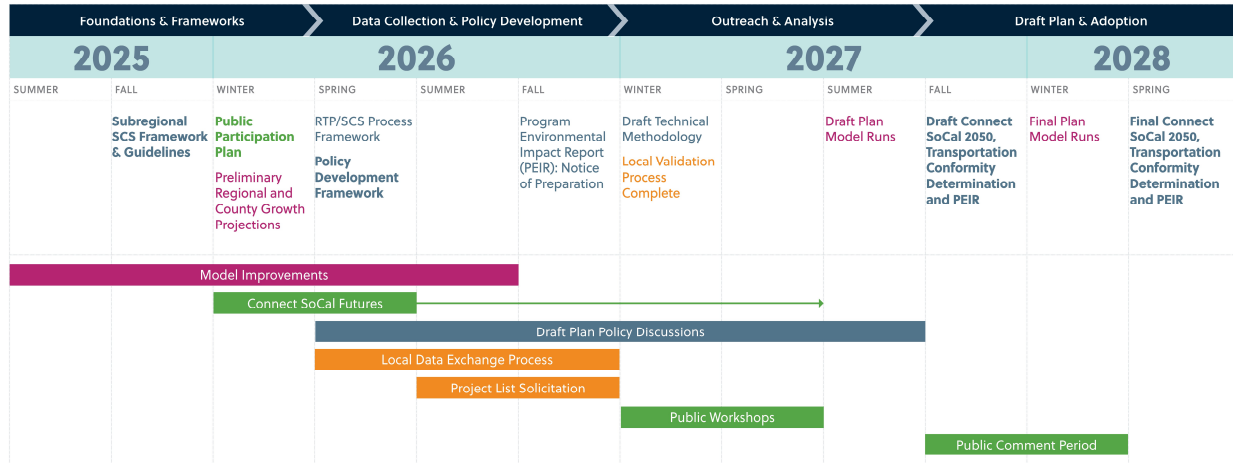 Foundations & Frameworks
Data Collection & Policy Development
Outreach & Analysis
Draft Plan & Adoption
2025
2026
2027
2028
SUMMER
FALL
WINTER
SPRING
SUMMER
FALL
WINTER
SPRING
SUMMER
FALL
WINTER
SPRING
Subregional
SCS Framework
& Guidelines
Public
Participation
Plan
Preliminary
Regional and
County Growth
Projections
RTP/SCS Process
Framework
Policy
Development
Framework
Program
Environmental
Impact Report
(PEIR): Notice
of Preparation
Draft Technical
Methodology
Local Validation
Process
Complete
Draft Plan
Model Runs
Draft Connect
SoCal 2050,
Transportation
Conformity
Determination
and PEIR
Final Plan
Model Runs
Final Connect
SoCal 2050,
Transportation
Conformity
Determination
and PEIR
Model Improvements
Connect SoCal Futures
Draft Plan Policy Discussions
Local Data Exchange Process
Project List Solicitation
Public Workshops
Public Comment Period